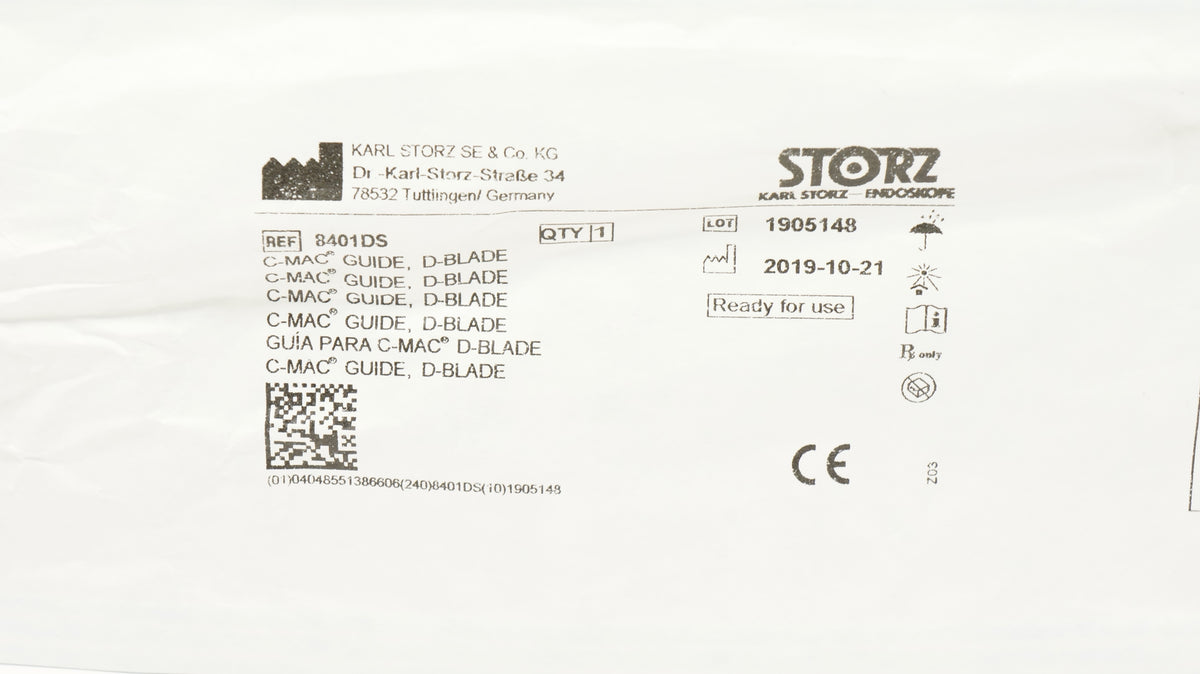 KARL STORZ SE & Co. KG
Dr.-Karl-Storz-Straße 34
78532 Tuttlingen/ Germany
STORZ
KARL STORZ—ENDOSKOPE
REF 8401DS
QTY 1
C-MAC® GUIDE, D-BLADE
C-MAC® GUIDE, D-BLADE
C-MAC® GUIDE, D-BLADE
C-MAC® GUIDE, D-BLADE
GUÍA PARA C-MAC® D-BLADE
C-MAC® GUIDE, D-BLADE
(01)04048551386606(240)8401DS(10)1905148
LOT 1905148
2019-10-21
Ready for use
Rx only
CE
Z03